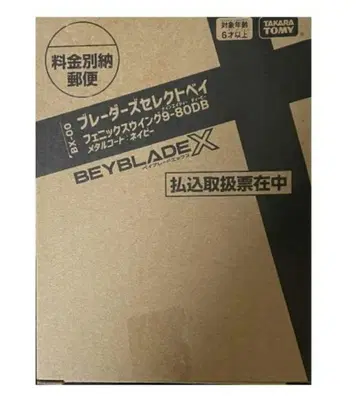 料金別納
郵便
対象年齢
6才以上
TAKARA
TOMY
BX-00
ブレーダーズセレクトベイ
フェニックスウイング9-80DB
メタルコート:ネイビー
BEYBLADE X
ベイブレードエックス
払込取扱票在中